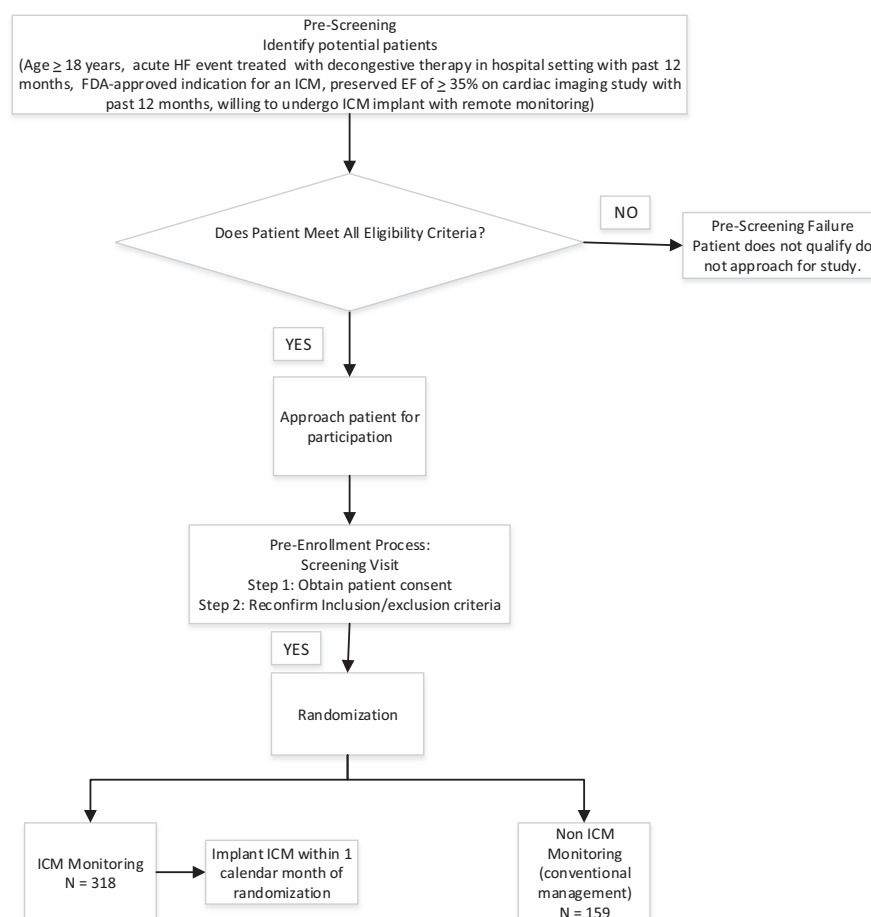 Pre-Screening
Identify potential patients
(Age ≥ 18 years, acute HF event treated with decongestive therapy in hospital setting with past 12
months, FDA-approved indication for an ICM, preserved EF of ≥ 35% on cardiac imaging study with
past 12 months, willing to undergo ICM implant with remote monitoring)
Does Patient Meet All Eligibility Criteria?
NO
Pre-Screening Failure
Patient does not qualify do
not approach for study.
YES
Approach patient for
participation
Pre-Enrollment Process:
Screening Visit
Step 1: Obtain patient consent
Step 2: Reconfirm Inclusion/exclusion criteria
YES
Randomization
ICM Monitoring
N = 318
Implant ICM within 1
calendar month of
randomization
Non ICM
Monitoring
(conventional
management)
N = 159